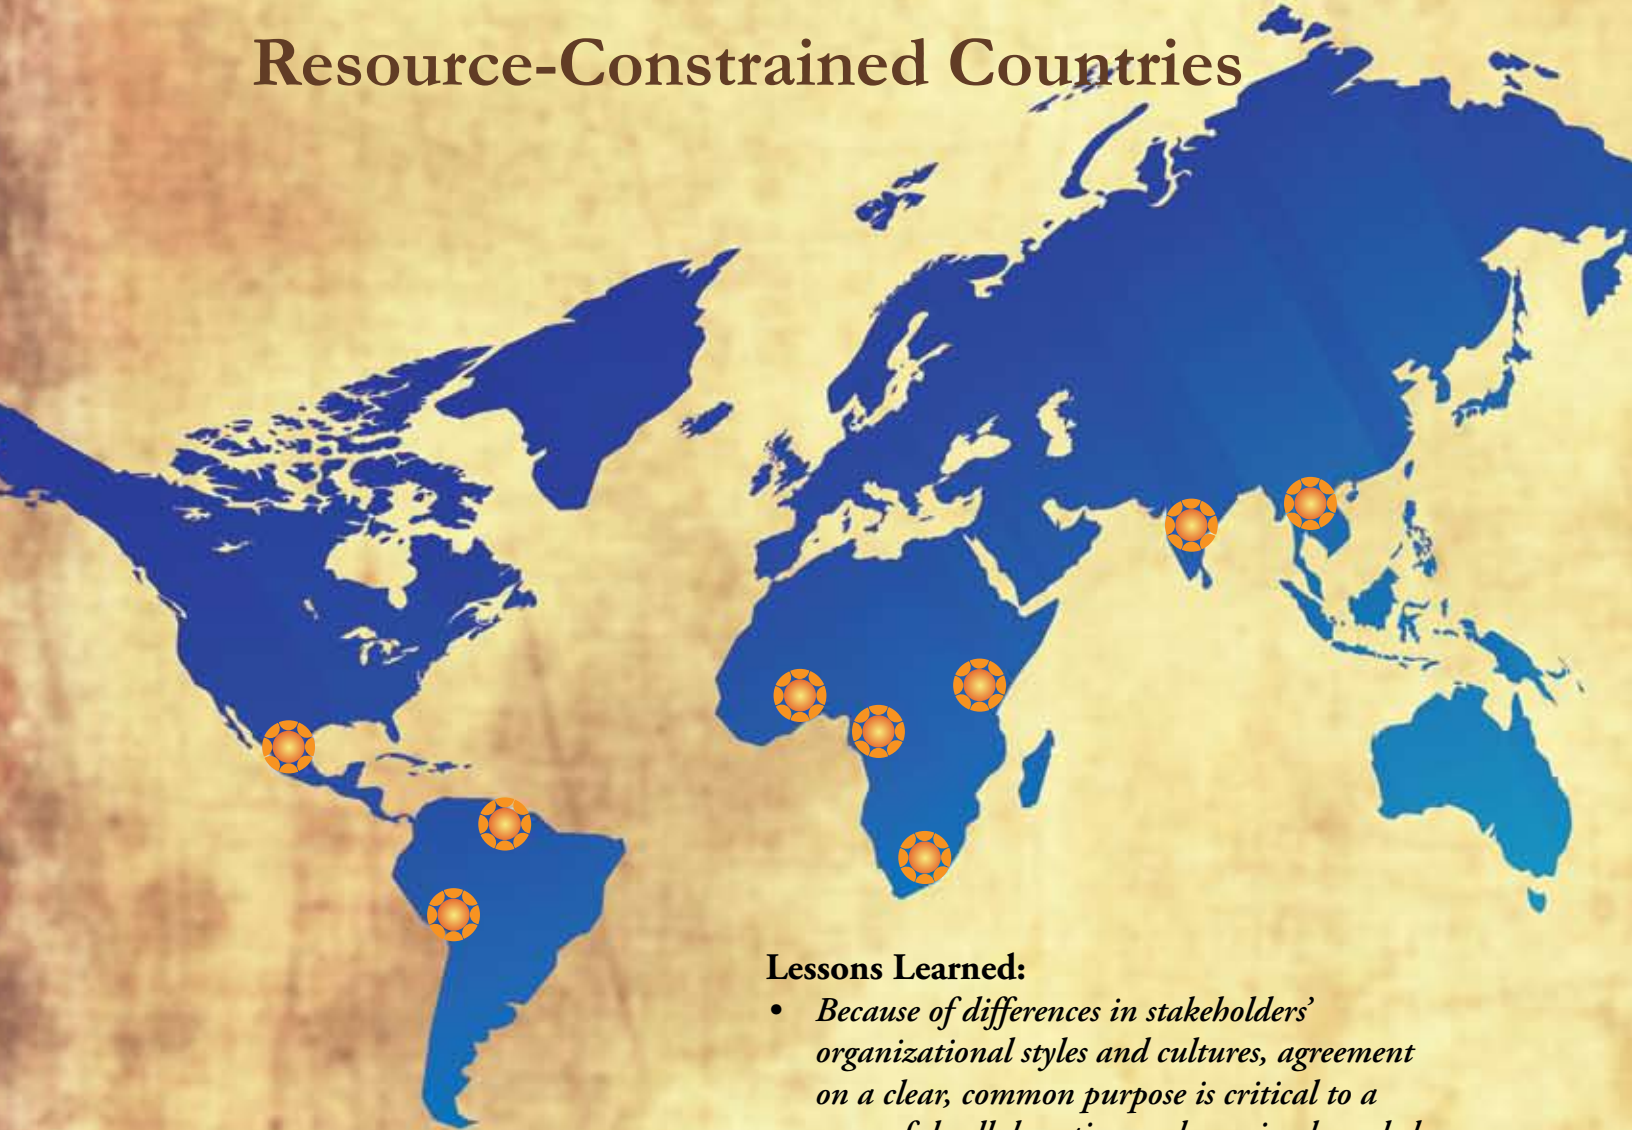 Resource-Constrained Countries
Lessons Learned:
• Because of differences in stakeholders’
organizational styles and cultures, agreement
on a clear, common purpose is critical to a